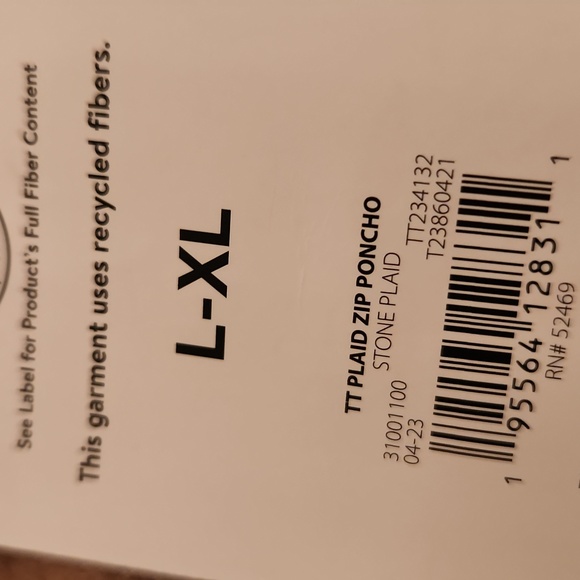 See Label for Product's Full Fiber Content
This garment uses recycled fibers.
L-XL
TT PLAID ZIP PONCHO
31001100 STONE PLAID TT234132
04-23 T23860421
1 95564 12831 1
RN# 52469